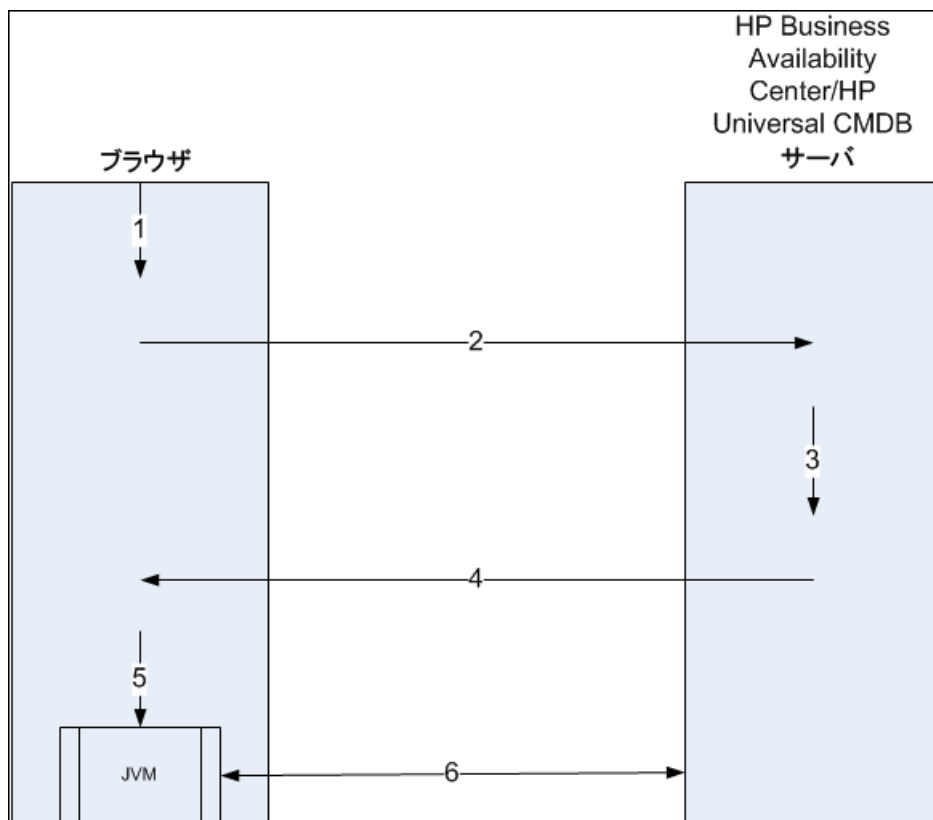 HP Business
Availability
Center/HP
Universal CMDB
サーバ
ブラウザ
1
2
3
4
5
JVM
6